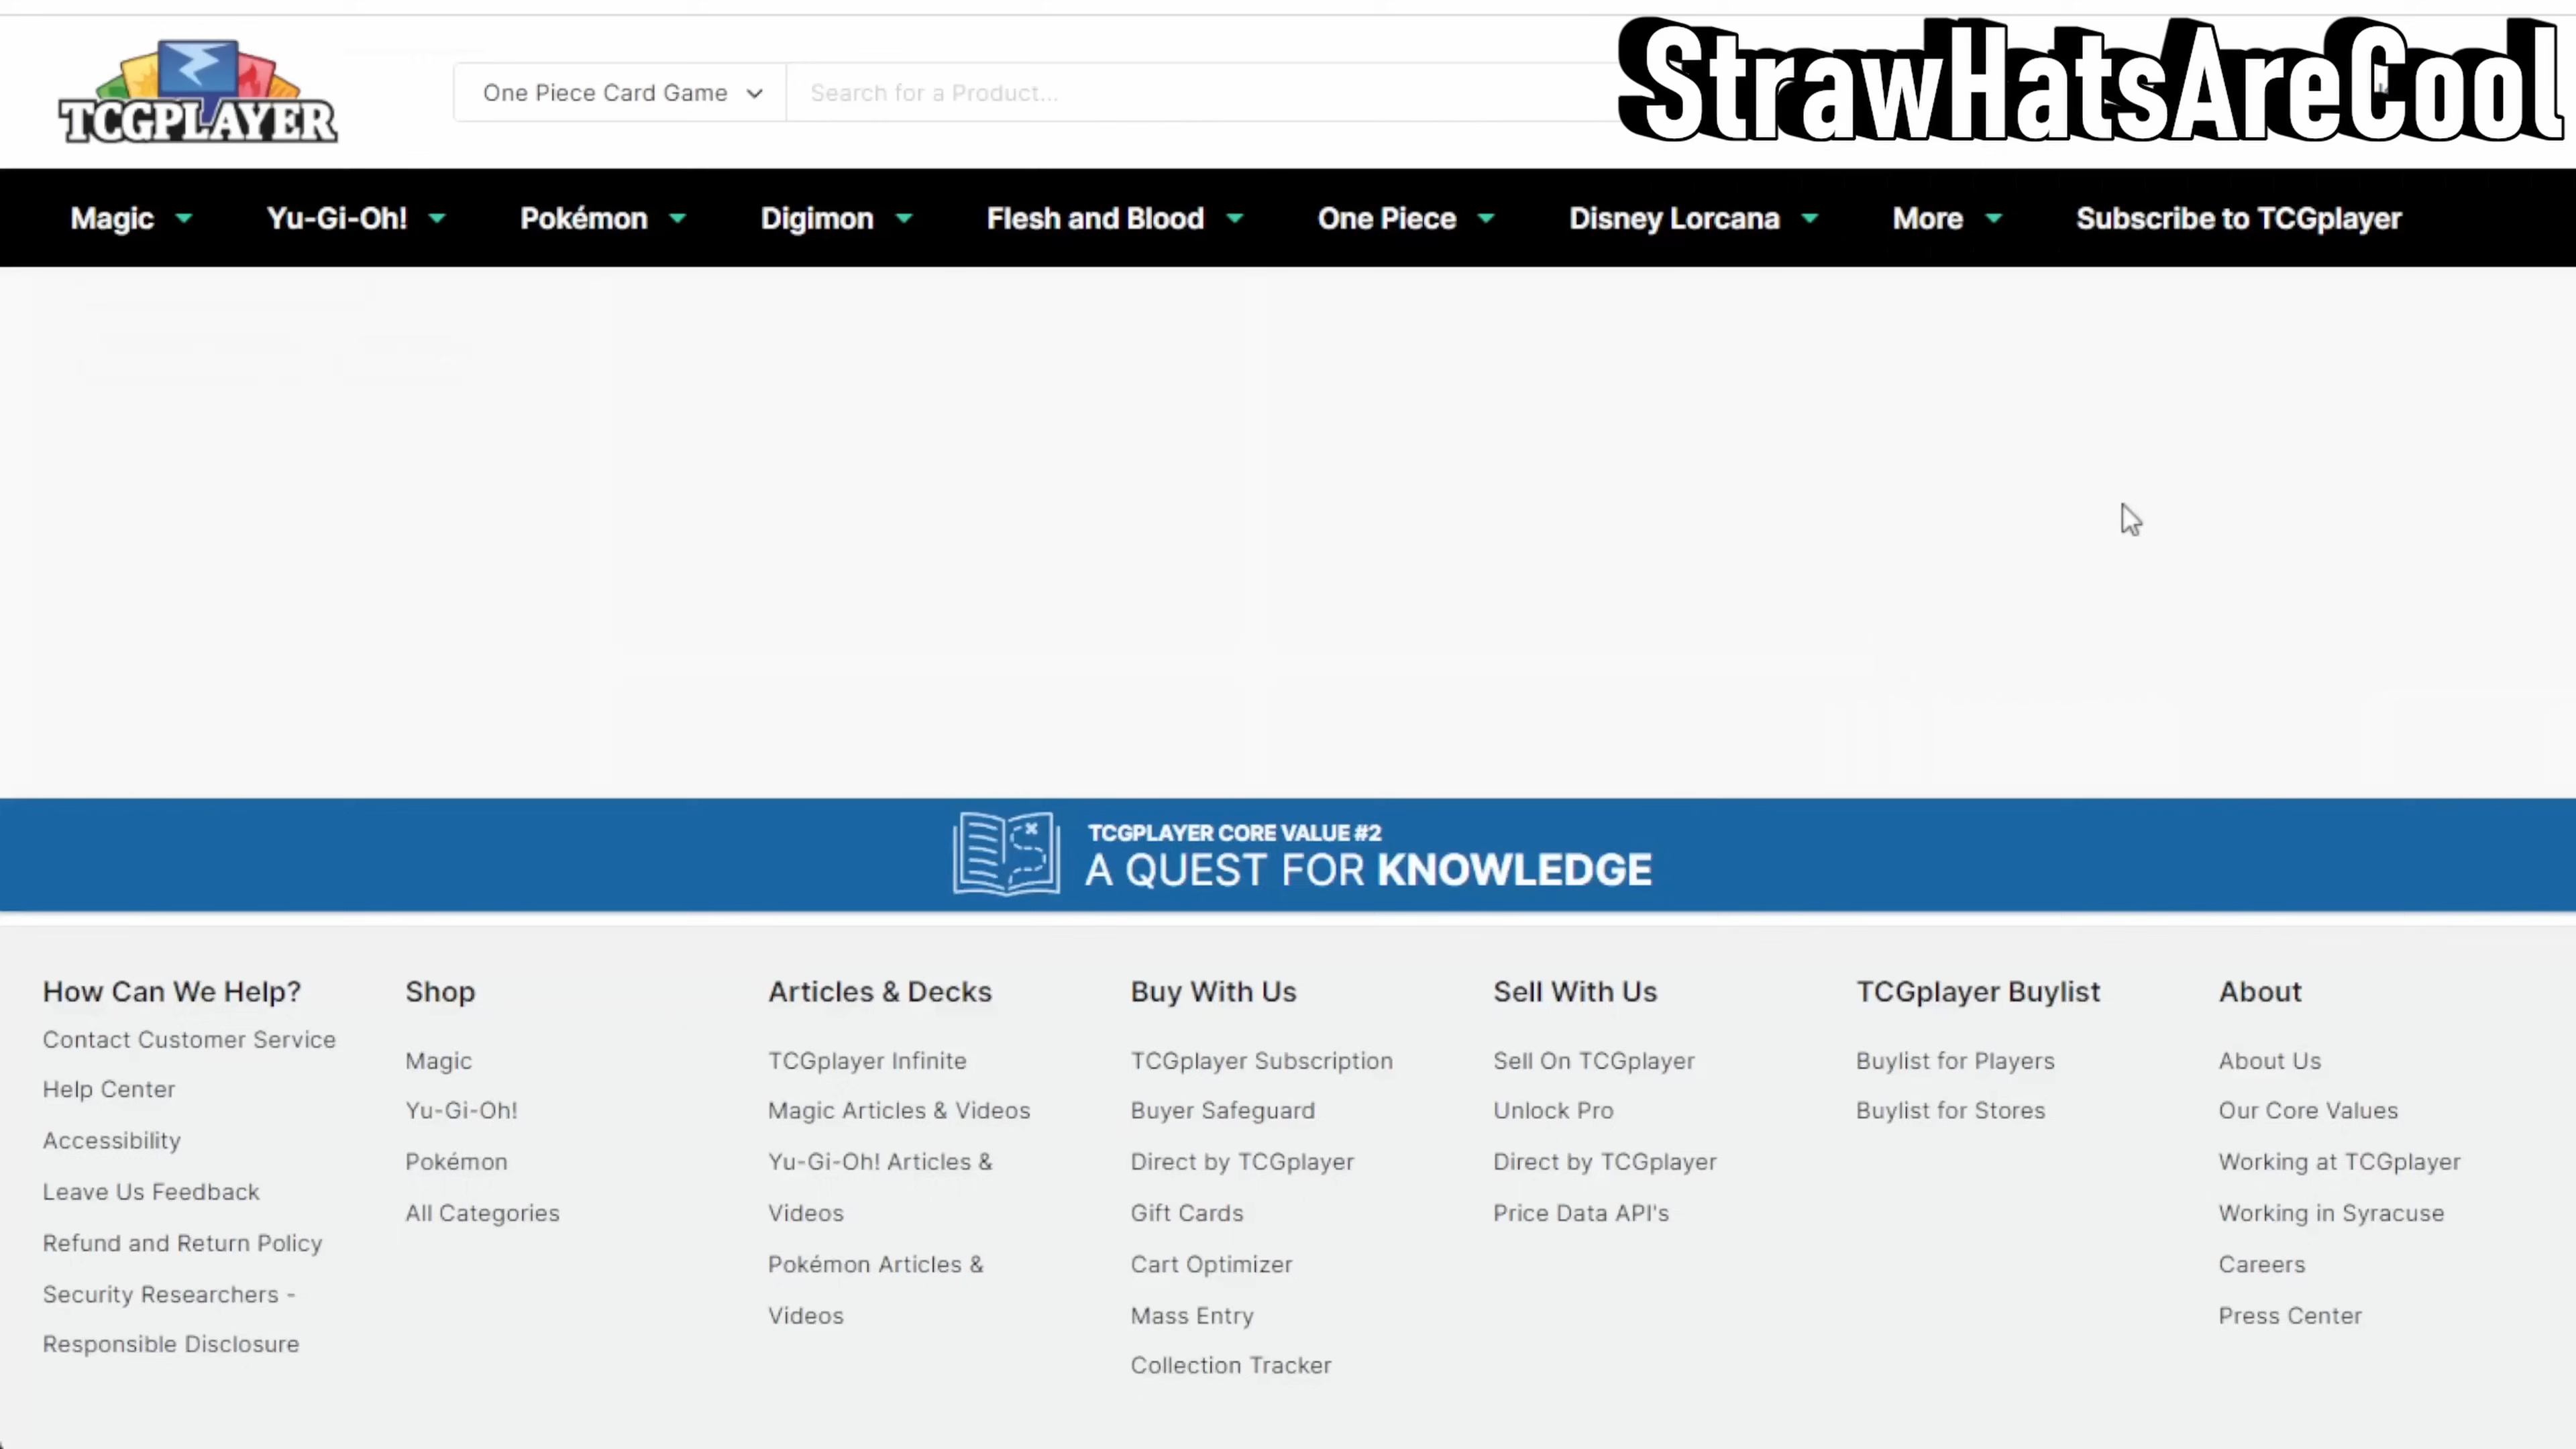 TCGPLAYER
One Piece Card Game
Search for a Product...
StrawHatsAreCool
Magic
Yu-Gi-Oh!
Pokémon
Digimon
Flesh and Blood
One Piece
Disney Lorcana
More
Subscribe to TCGplayer
TCGPLAYER CORE VALUE #2
A QUEST FOR KNOWLEDGE
How Can We Help?
Contact Customer Service
Help Center
Accessibility
Leave Us Feedback
Refund and Return Policy
Security Researchers -
Responsible Disclosure
Shop
Magic
Yu-Gi-Oh!
Pokémon
All Categories
Articles & Decks
TCGplayer Infinite
Magic Articles & Videos
Yu-Gi-Oh! Articles &
Videos
Pokémon Articles &
Videos
Buy With Us
TCGplayer Subscription
Buyer Safeguard
Direct by TCGplayer
Gift Cards
Cart Optimizer
Mass Entry
Collection Tracker
Sell With Us
Sell On TCGplayer
Unlock Pro
Direct by TCGplayer
Price Data API's
TCGplayer Buylist
Buylist for Players
Buylist for Stores
About
About Us
Our Core Values
Working at TCGplayer
Working in Syracuse
Careers
Press Center